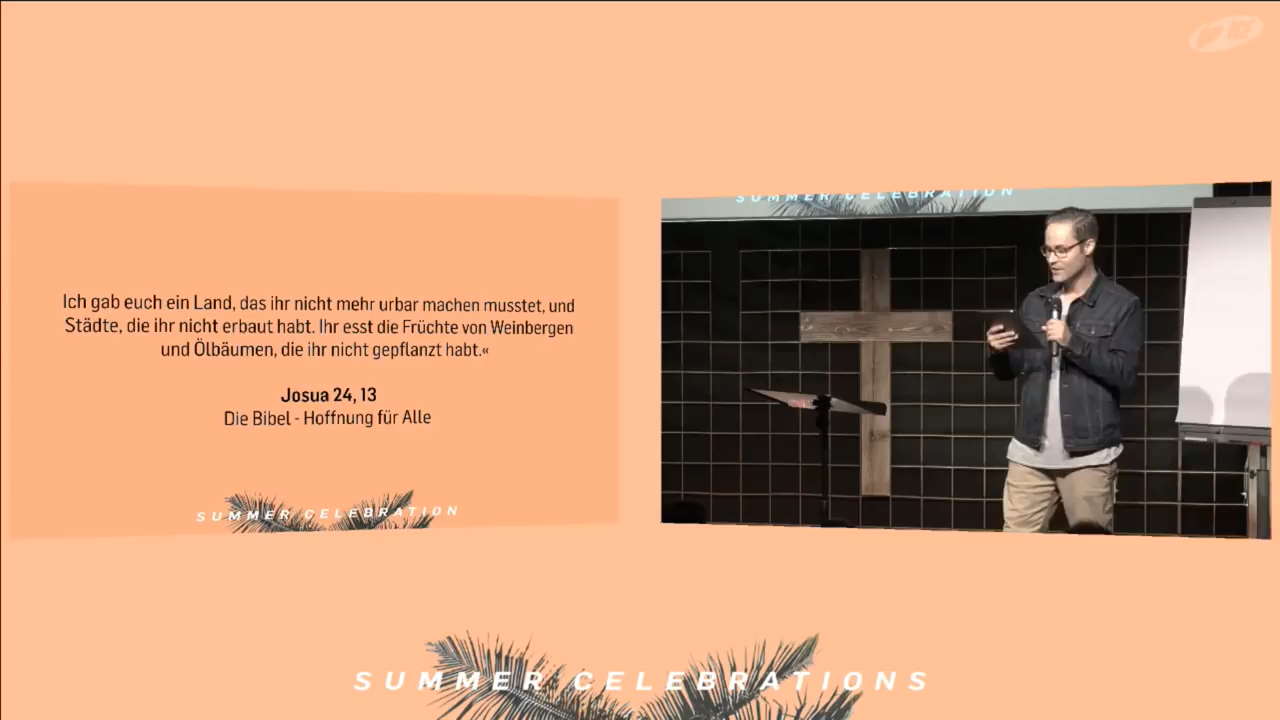 SUMMER CELEBRATION
Ich gab euch ein Land, das ihr nicht mehr urbar machen musstet, und
Städte, die ihr nicht erbaut habt. Ihr esst die Früchte von Weinbergen
und Ölbäumen, die ihr nicht gepflanzt habt.«
Josua 24, 13
Die Bibel - Hoffnung für Alle
SUMMER CELEBRATION
SUMMER CELEBRATIONS